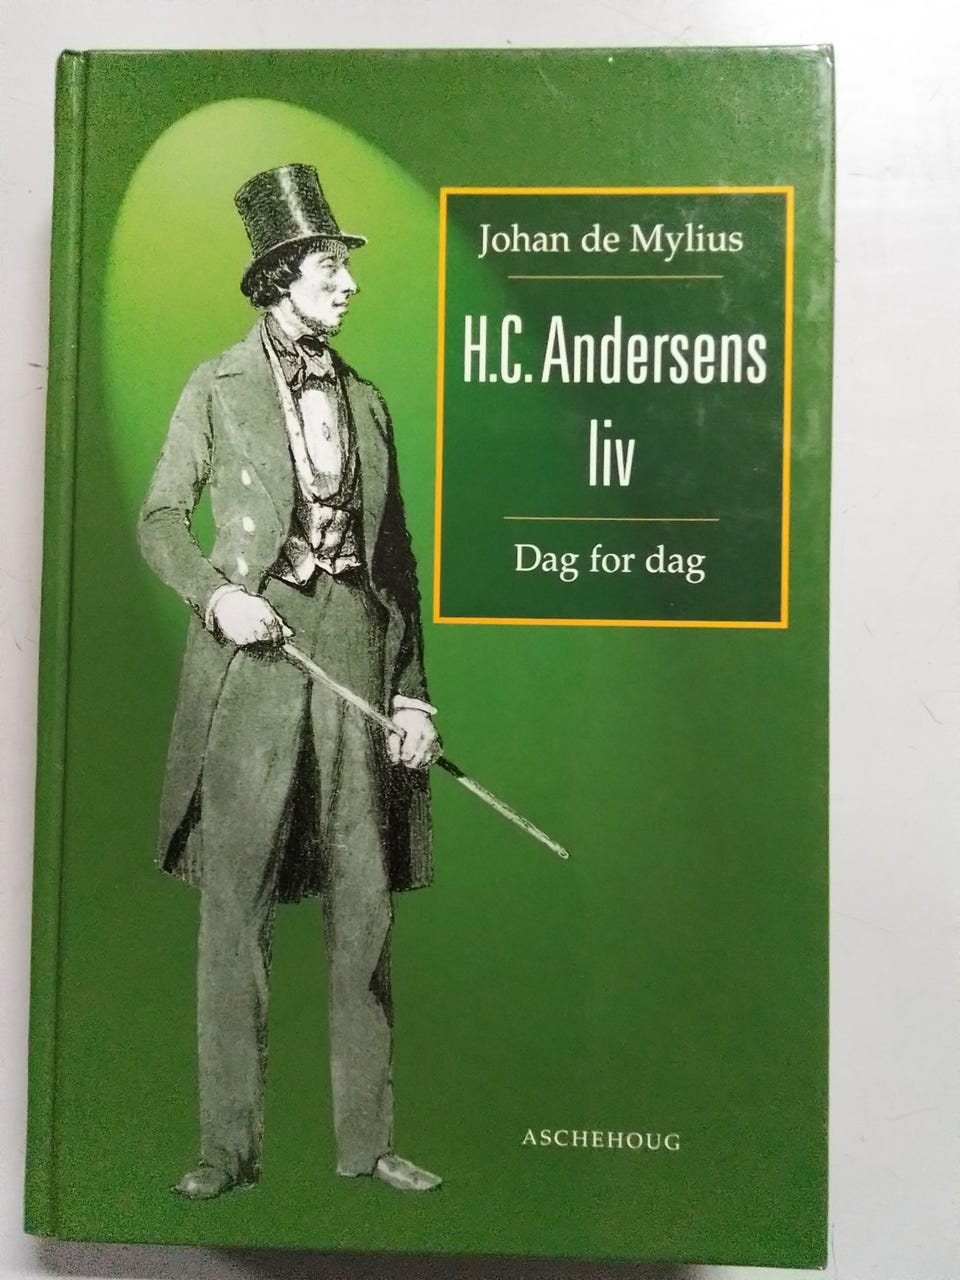 Johan de Mylius
H.C. Andersens
liv
Dag for dag
ASCHEHOUG